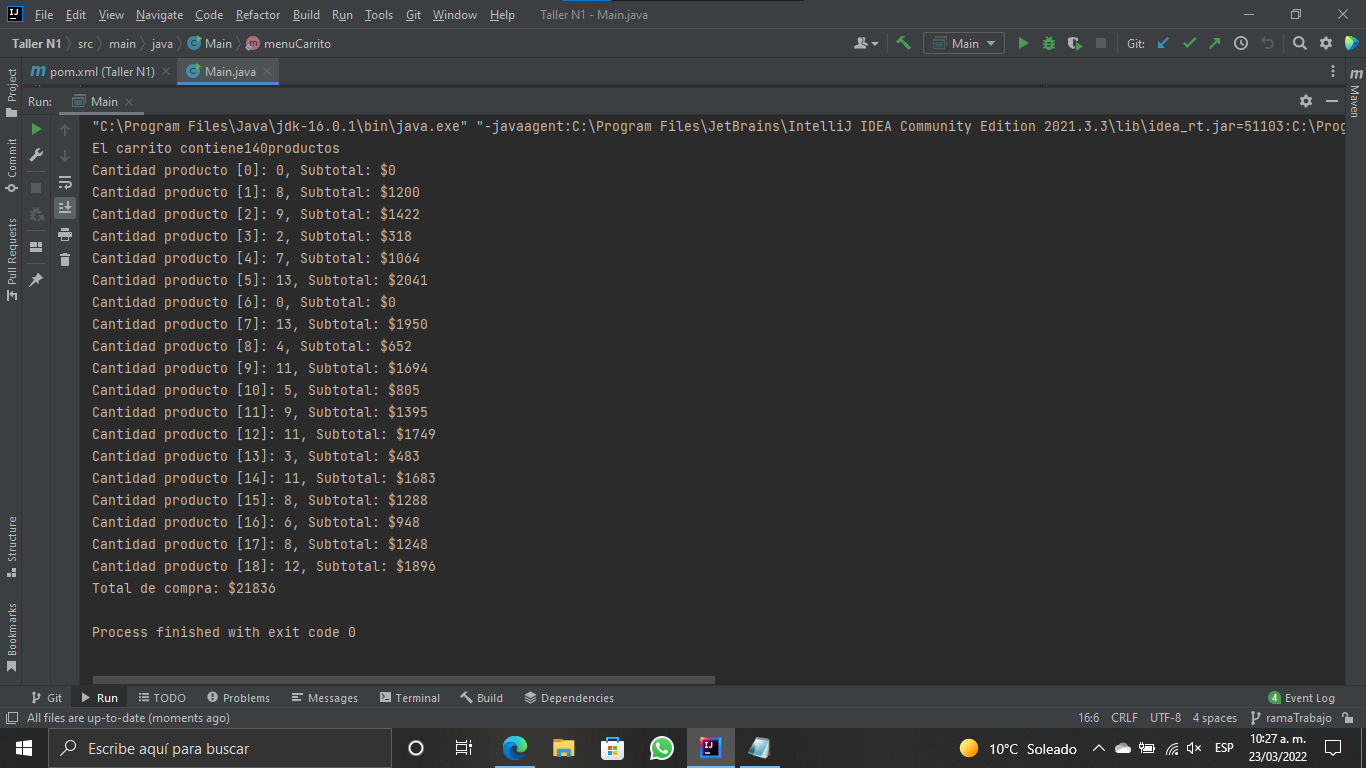 File Edit View Navigate Code Refactor Build Run Tools Git Window Help Taller N1 - Main.java
Taller N1 src main java Main menuCarrito Main Git:
pom.xml (Taller N1) Main.java
Project
Commit
Pull Requests
Structure
Bookmarks
Maven
Run: Main
"C:\Program Files\Java\jdk-16.0.1\bin\java.exe" "-javaagent:C:\Program Files\JetBrains\IntelliJ IDEA Community Edition 2021.3.3\lib\idea_rt.jar=51103:C:\Prog
El carrito contiene140productos
Cantidad producto [0]: 0, Subtotal: $0
Cantidad producto [1]: 8, Subtotal: $1200
Cantidad producto [2]: 9, Subtotal: $1422
Cantidad producto [3]: 2, Subtotal: $318
Cantidad producto [4]: 7, Subtotal: $1064
Cantidad producto [5]: 13, Subtotal: $2041
Cantidad producto [6]: 0, Subtotal: $0
Cantidad producto [7]: 13, Subtotal: $1950
Cantidad producto [8]: 4, Subtotal: $652
Cantidad producto [9]: 11, Subtotal: $1694
Cantidad producto [10]: 5, Subtotal: $805
Cantidad producto [11]: 9, Subtotal: $1395
Cantidad producto [12]: 11, Subtotal: $1749
Cantidad producto [13]: 3, Subtotal: $483
Cantidad producto [14]: 11, Subtotal: $1683
Cantidad producto [15]: 8, Subtotal: $1288
Cantidad producto [16]: 6, Subtotal: $948
Cantidad producto [17]: 8, Subtotal: $1248
Cantidad producto [18]: 12, Subtotal: $1896
Total de compra: $21836
Process finished with exit code 0
Git Run TODO Problems Messages Terminal Build Dependencies 4 Event Log
All files are up-to-date (moments ago) 16:6 CRLF UTF-8 4 spaces ramaTrabajo
Escribe aquí para buscar 10°C Soleado ESP 10:27 a. m.
23/03/2022